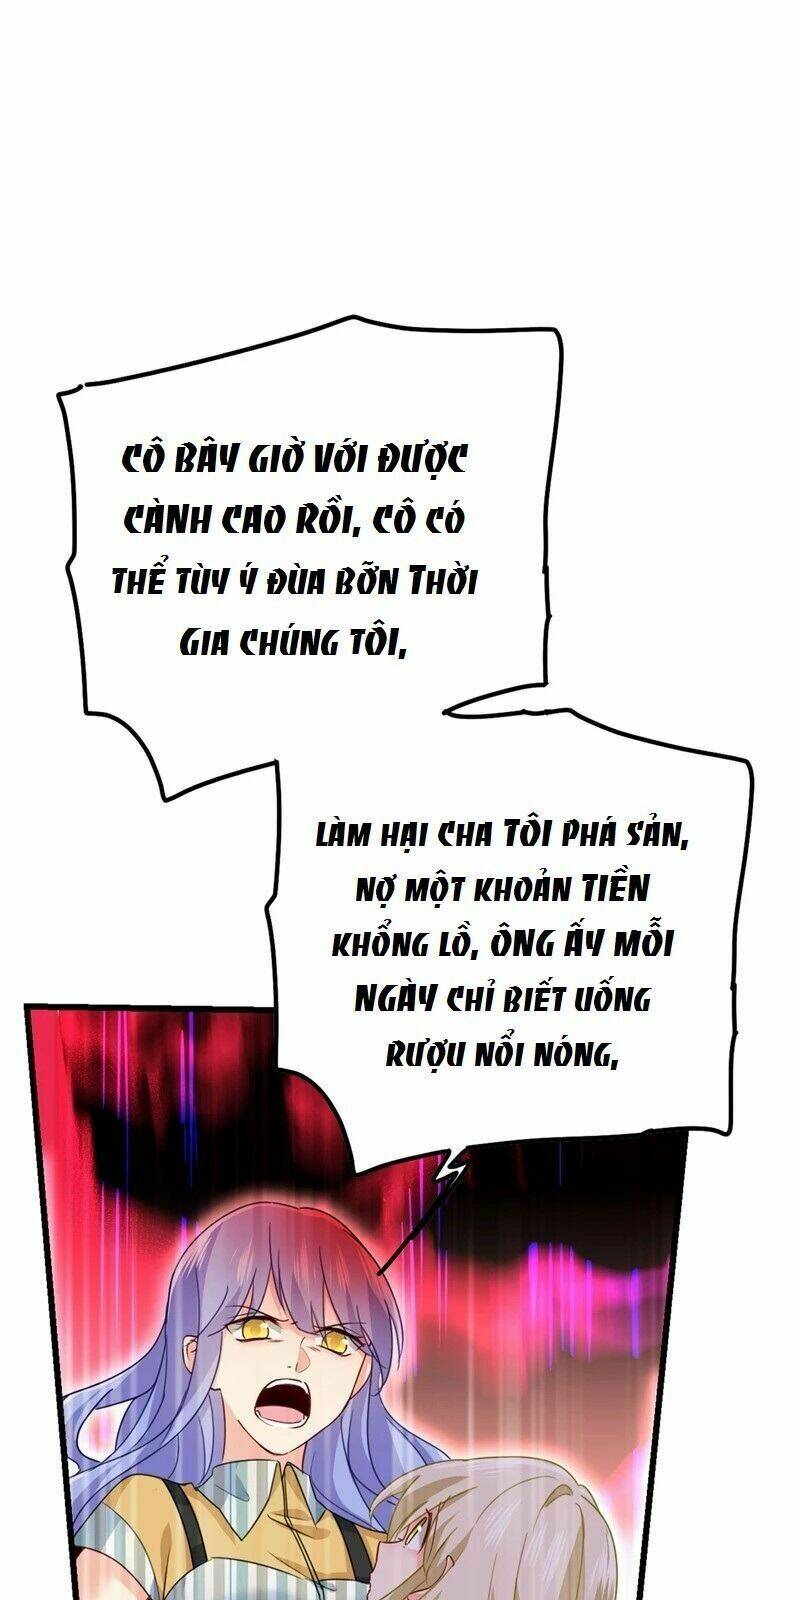 CÔ BÂY GIỜ VỚI ĐƯỢC
CÀNH CAO RỒI, CÔ CÓ
THỂ TÙY Ý ĐÙA BỠN THỜI
GIA CHÚNG TÔI,
LÀM HẠI CHA TÔI PHÁ SẢN,
NỢ MỘT KHOẢN TIỀN
KHỔNG LỒ, ÔNG ẤY MỖI
NGÀY CHỈ BIẾT UỐNG
RƯỢU NỔI NÓNG,